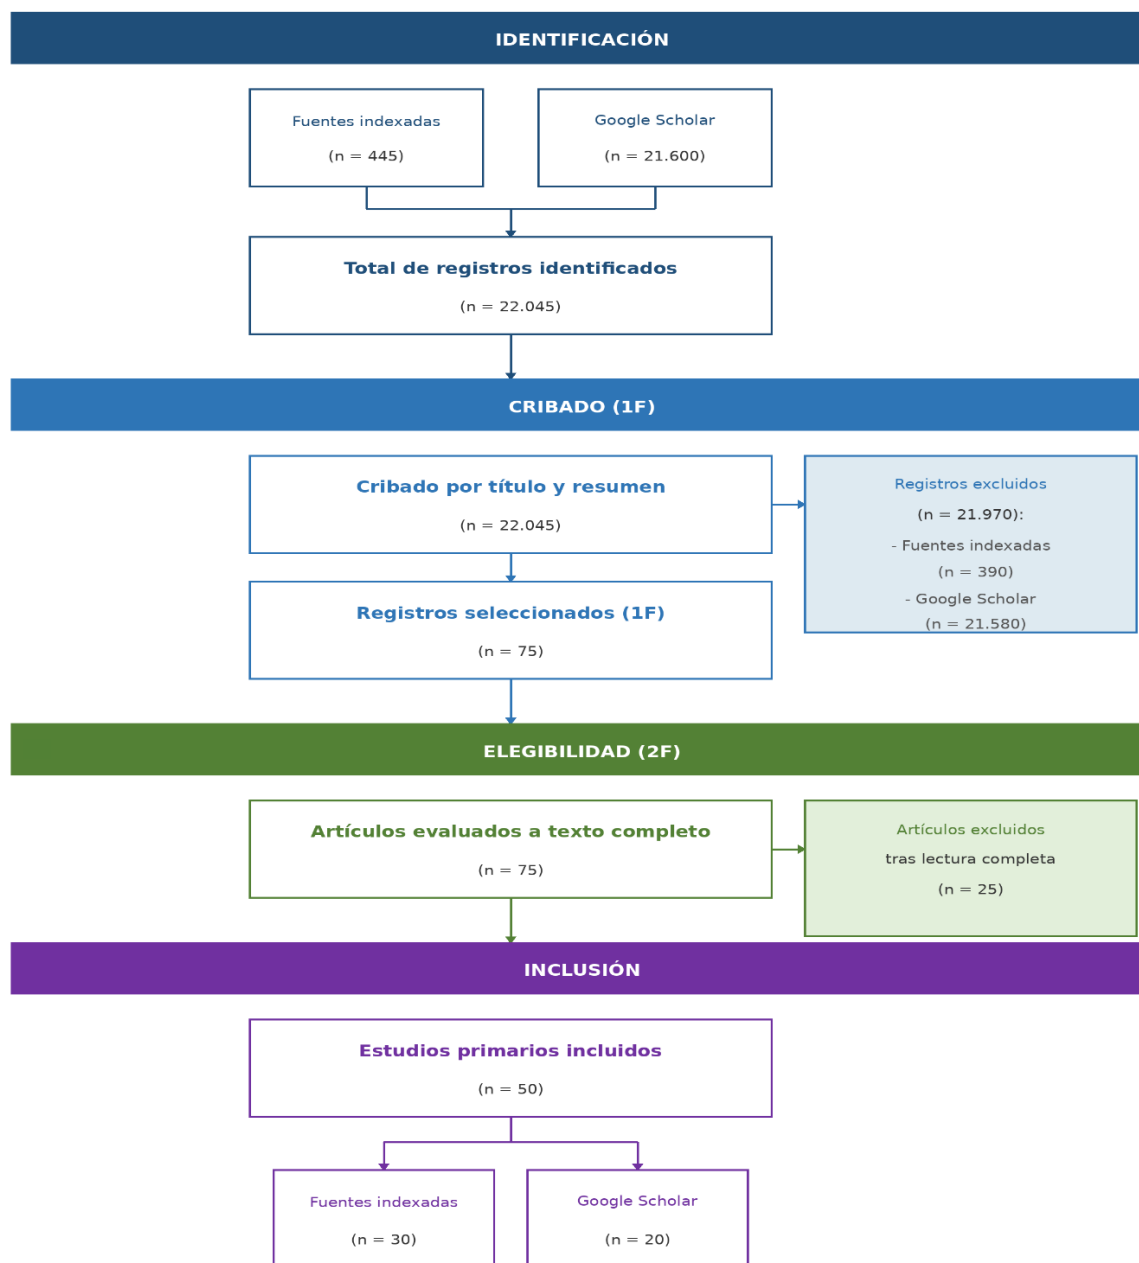 IDENTIFICACIÓN
Fuentes indexadas
(n = 445)
Google Scholar
(n = 21.600)
Total de registros identificados
(n = 22.045)
CRIBADO (1F)
Cribado por título y resumen
(n = 22.045)
Registros excluidos
(n = 21.970):
- Fuentes indexadas
(n = 390)
- Google Scholar
(n = 21.580)
Registros seleccionados (1F)
(n = 75)
ELEGIBILIDAD (2F)
Artículos evaluados a texto completo
(n = 75)
Artículos excluidos
tras lectura completa
(n = 25)
INCLUSIÓN
Estudios primarios incluidos
(n = 50)
Fuentes indexadas
(n = 30)
Google Scholar
(n = 20)